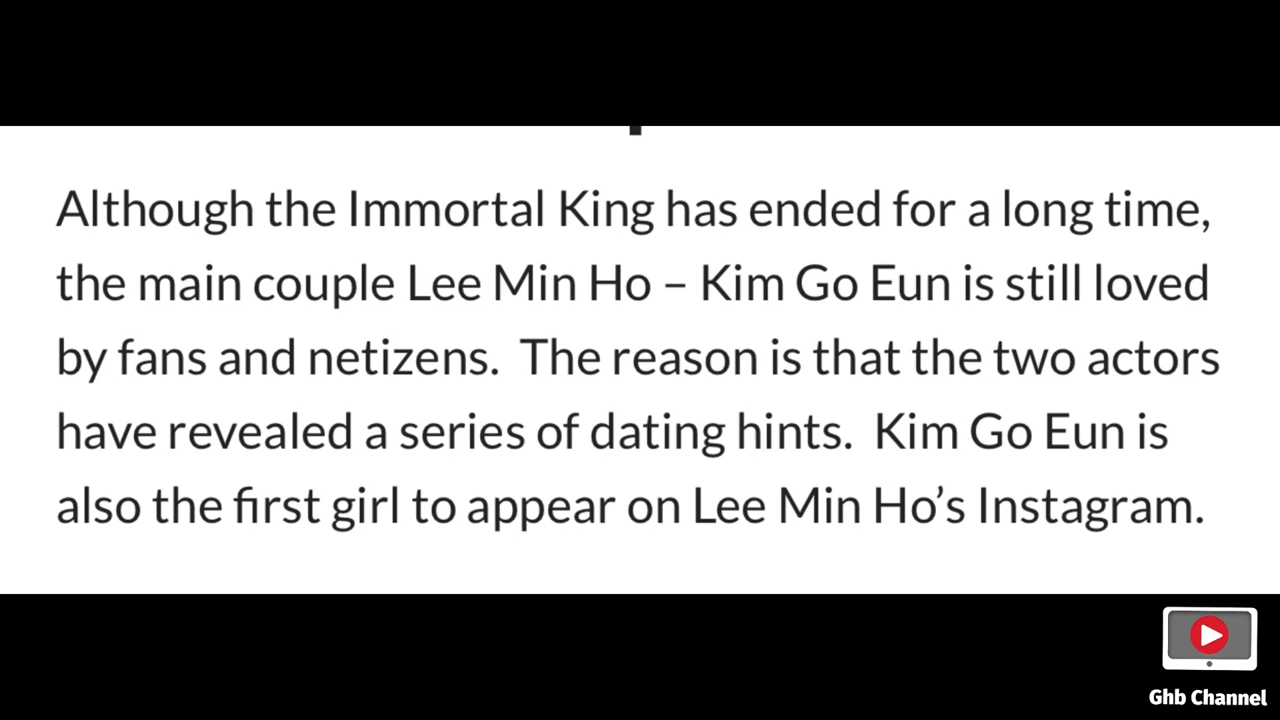 Although the Immortal King has ended for a long time,
the main couple Lee Min Ho – Kim Go Eun is still loved
by fans and netizens.  The reason is that the two actors
have revealed a series of dating hints.  Kim Go Eun is
also the first girl to appear on Lee Min Ho’s Instagram.
Ghb Channel